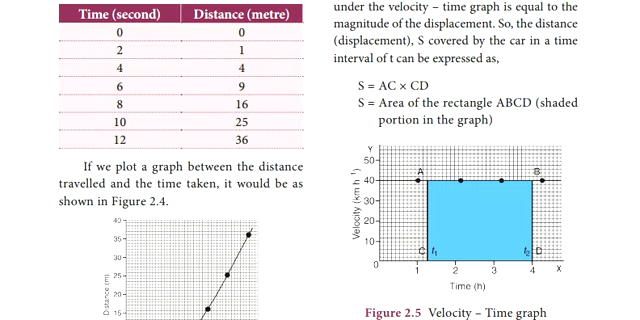 Time (second) Distance (metre)
0 0
2 1
4 4
6 9
8 16
10 25
12 36
If we plot a graph between the distance
travelled and the time taken, it would be as
shown in Figure 2.4.
40
35
30
25
20
15
Distance (m)
under the velocity – time graph is equal to the
magnitude of the displacement. So, the distance
(displacement), S covered by the car in a time
interval of t can be expressed as,
S = AC × CD
S = Area of the rectangle ABCD (shaded
portion in the graph)
Y
50
40
30
20
10
0
Velocity (km h⁻¹)
A B
C t₁ t₂ D
1 2 3 4 X
Time (h)
Figure 2.5 Velocity – Time graph